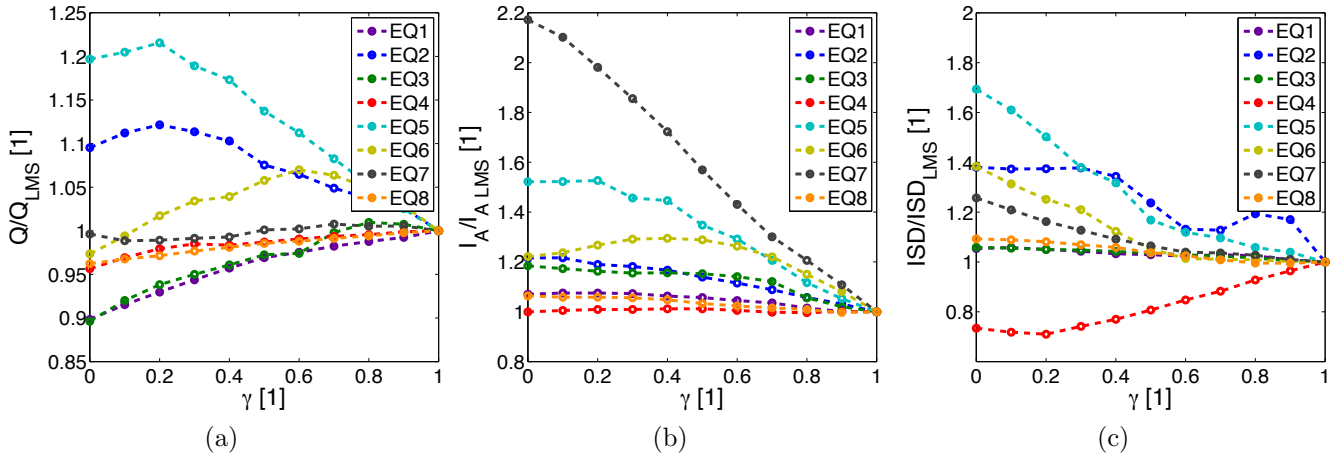 1.25
1.2
1.15
1.1
1.05
1
0.95
0.9
0.85
Q/Q_LMS [1]
0 0.2 0.4 0.6 0.8 1
γ [1]
EQ1
EQ2
EQ3
EQ4
EQ5
EQ6
EQ7
EQ8
(a)
2.2
2
1.8
1.6
1.4
1.2
1
0.8
I_A/I_A LMS [1]
0 0.2 0.4 0.6 0.8 1
γ [1]
EQ1
EQ2
EQ3
EQ4
EQ5
EQ6
EQ7
EQ8
(b)
2
1.8
1.6
1.4
1.2
1
0.8
ISD/ISD_LMS [1]
0 0.2 0.4 0.6 0.8 1
γ [1]
EQ1
EQ2
EQ3
EQ4
EQ5
EQ6
EQ7
EQ8
(c)